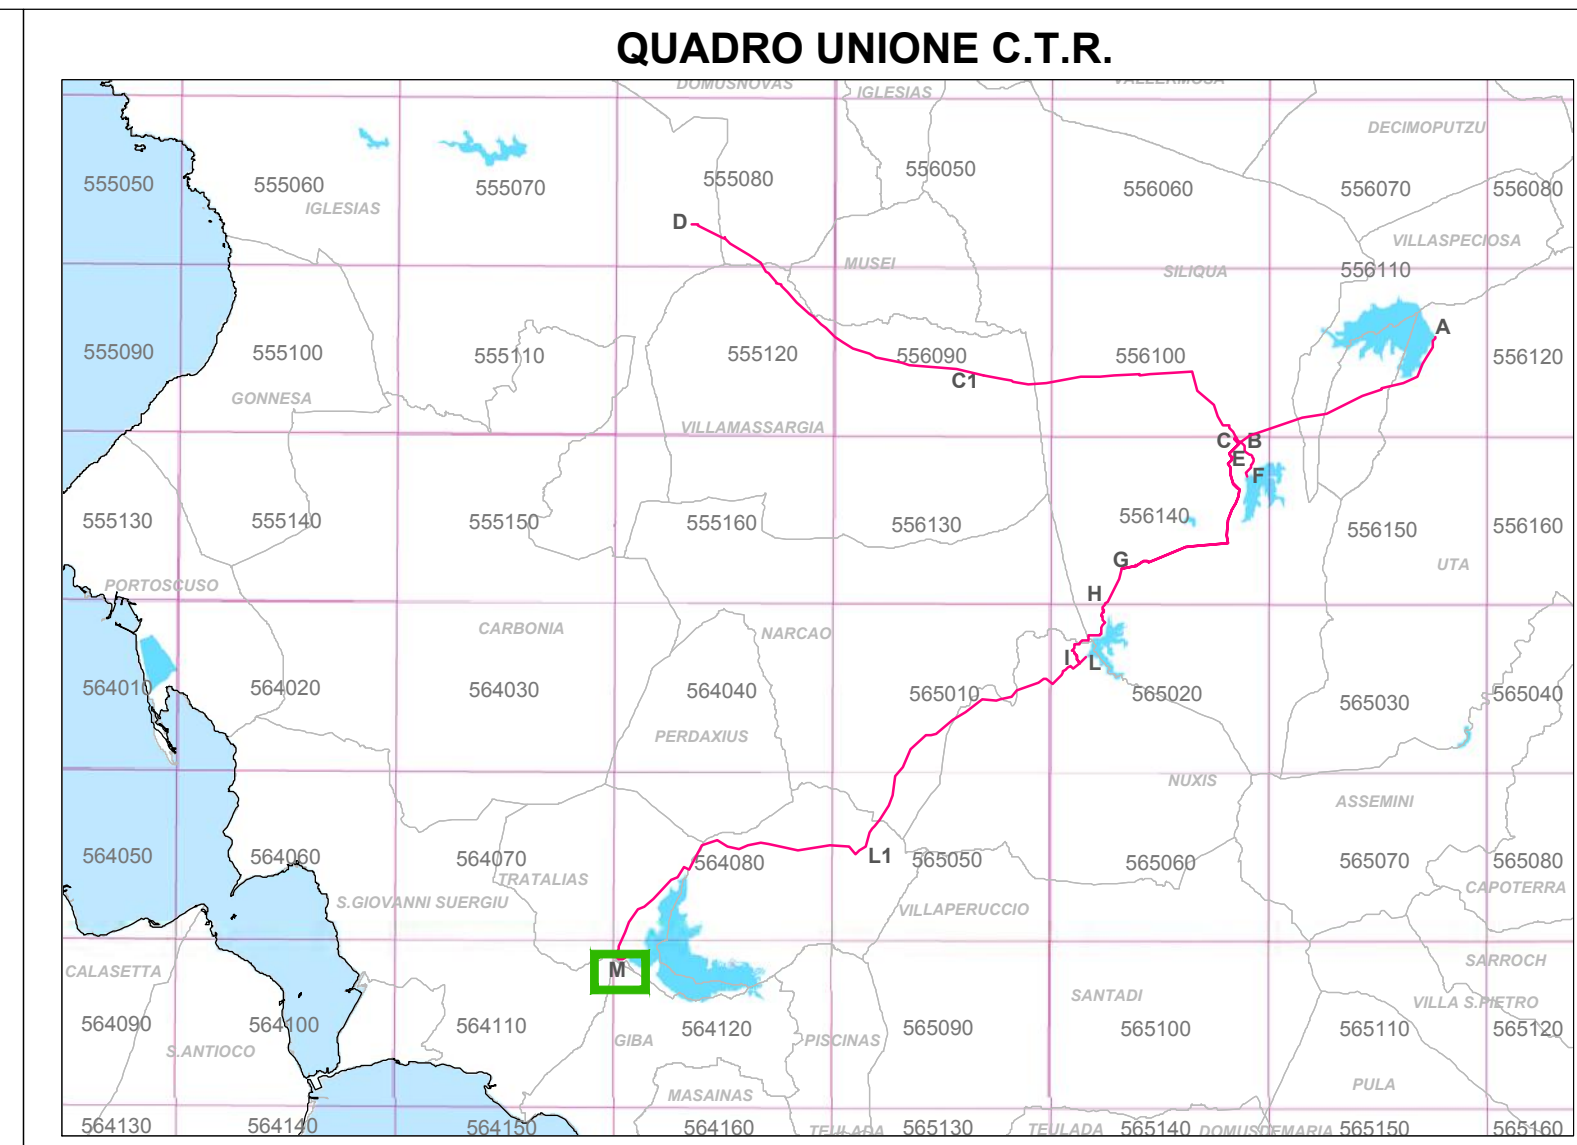 QUADRO UNIONE C.T.R.
DOMUSNOVAS
IGLESIAS
VALLERMOSA
DECIMOPUTZU
555050
555060
555070
555080
556050
556060
556070
556080
IGLESIAS
D
VILLASPECIOSA
MUSEI
SILIQUA
556110
A
555090
555100
555110
555120
556090
556100
556120
C1
GONNESA
VILLAMASSARGIA
C
B
E
F
555130
555140
555150
555160
556130
556140
556150
556160
G
UTA
PORTOSCUSO
H
CARBONIA
NARCAO
I
L
564010
564020
564030
564040
565010
565020
565030
565040
PERDAXIUS
NUXIS
ASSEMINI
564050
564060
564070
564080
L1
565050
565060
565070
565080
TRATALIAS
CAPOTERRA
S.GIOVANNI SUERGIU
VILLAPERUCCIO
CALASETTA
M
SARROCH
SANTADI
VILLA S.PIETRO
564090
564100
564110
564120
565090
565100
565110
565120
S.ANTIOCO
GIBA
PISCINAS
MASAINAS
PULA
564130
564140
564150
564160
TEULADA
565130
TEULADA
565140
DOMUSDEMARIA
565150
565160